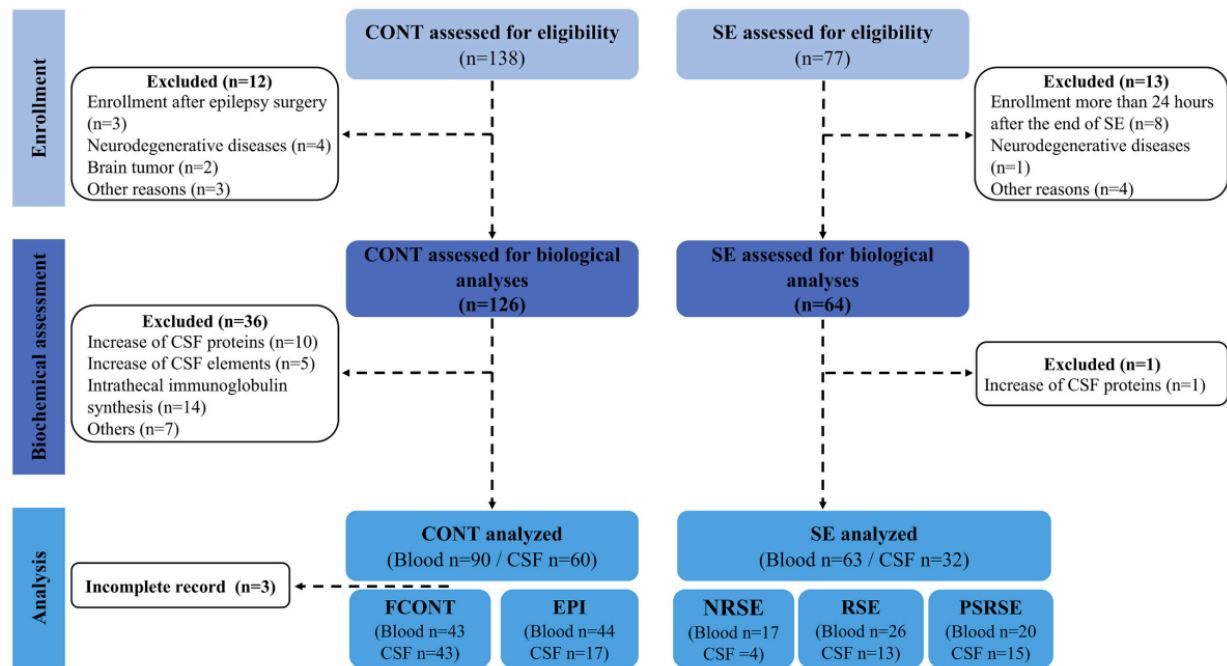 Enrollment
CONT assessed for eligibility
(n=138)
SE assessed for eligibility
(n=77)
Excluded (n=12)
Enrollment after epilepsy surgery
(n=3)
Neurodegenerative diseases (n=4)
Brain tumor (n=2)
Other reasons (n=3)
Excluded (n=13)
Enrollment more than 24 hours
after the end of SE (n=8)
Neurodegenerative diseases
(n=1)
Other reasons (n=4)
Biochemical assessment
CONT assessed for biological
analyses
(n=126)
SE assessed for biological
analyses
(n=64)
Excluded (n=36)
Increase of CSF proteins (n=10)
Increase of CSF elements (n=5)
Intrathecal immunoglobulin
synthesis (n=14)
Others (n=7)
Excluded (n=1)
Increase of CSF proteins (n=1)
Analysis
CONT analyzed
(Blood n=90 / CSF n=60)
SE analyzed
(Blood n=63 / CSF n=32)
Incomplete record (n=3)
FCONT
(Blood n=43
CSF n=43)
EPI
(Blood n=44
CSF n=17)
NRSE
(Blood n=17
CSF =4)
RSE
(Blood n=26
CSF n=13)
PSRSE
(Blood n=20
CSF n=15)